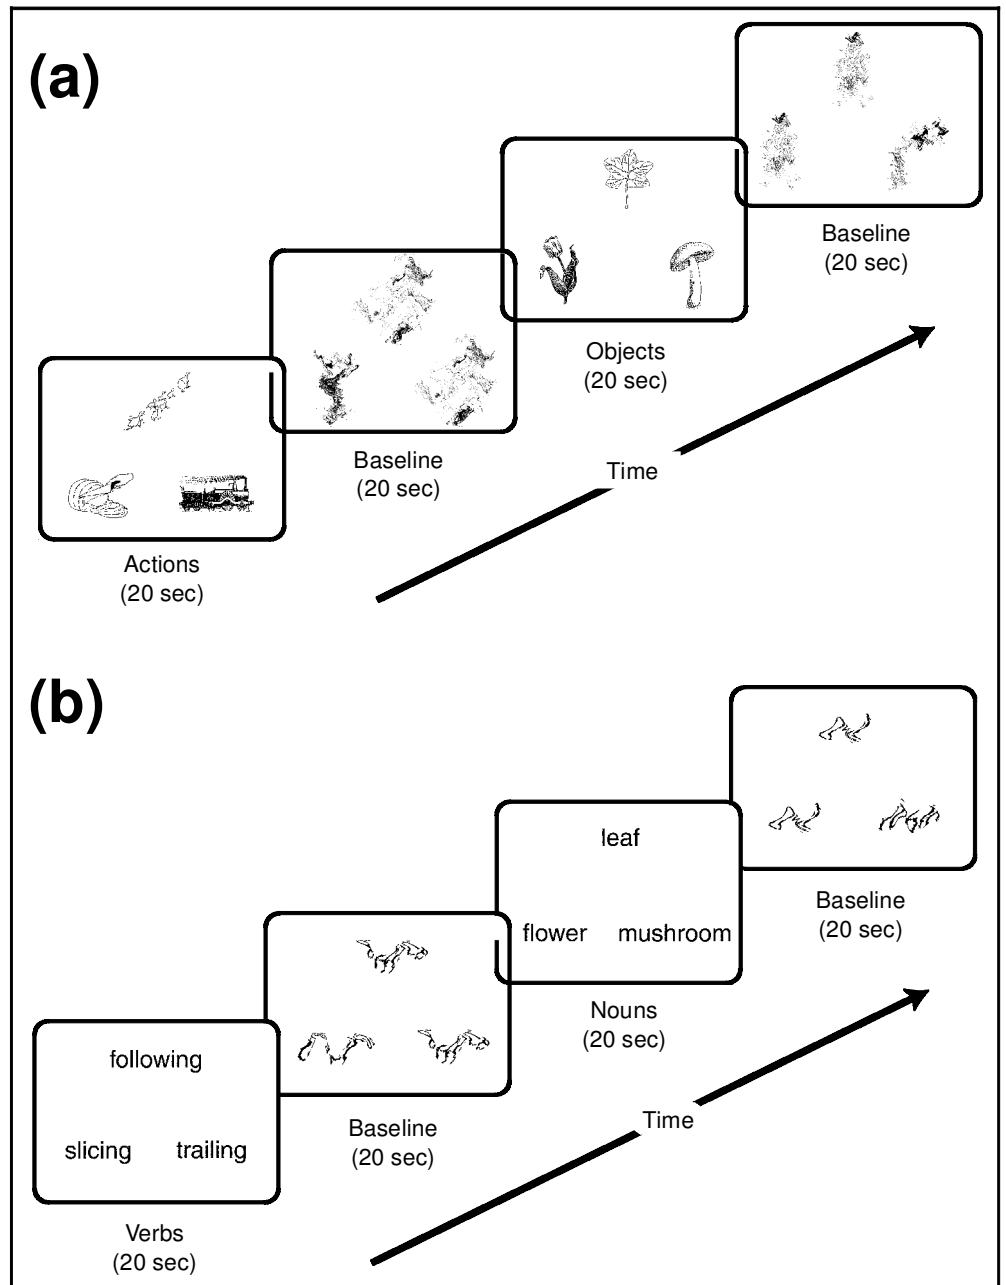 (a)
Baseline
(20 sec)
Objects
(20 sec)
Baseline
(20 sec)
Time
Actions
(20 sec)
(b)
leaf
flower mushroom
Baseline
(20 sec)
Nouns
(20 sec)
following
slicing trailing
Baseline
(20 sec)
Time
Verbs
(20 sec)